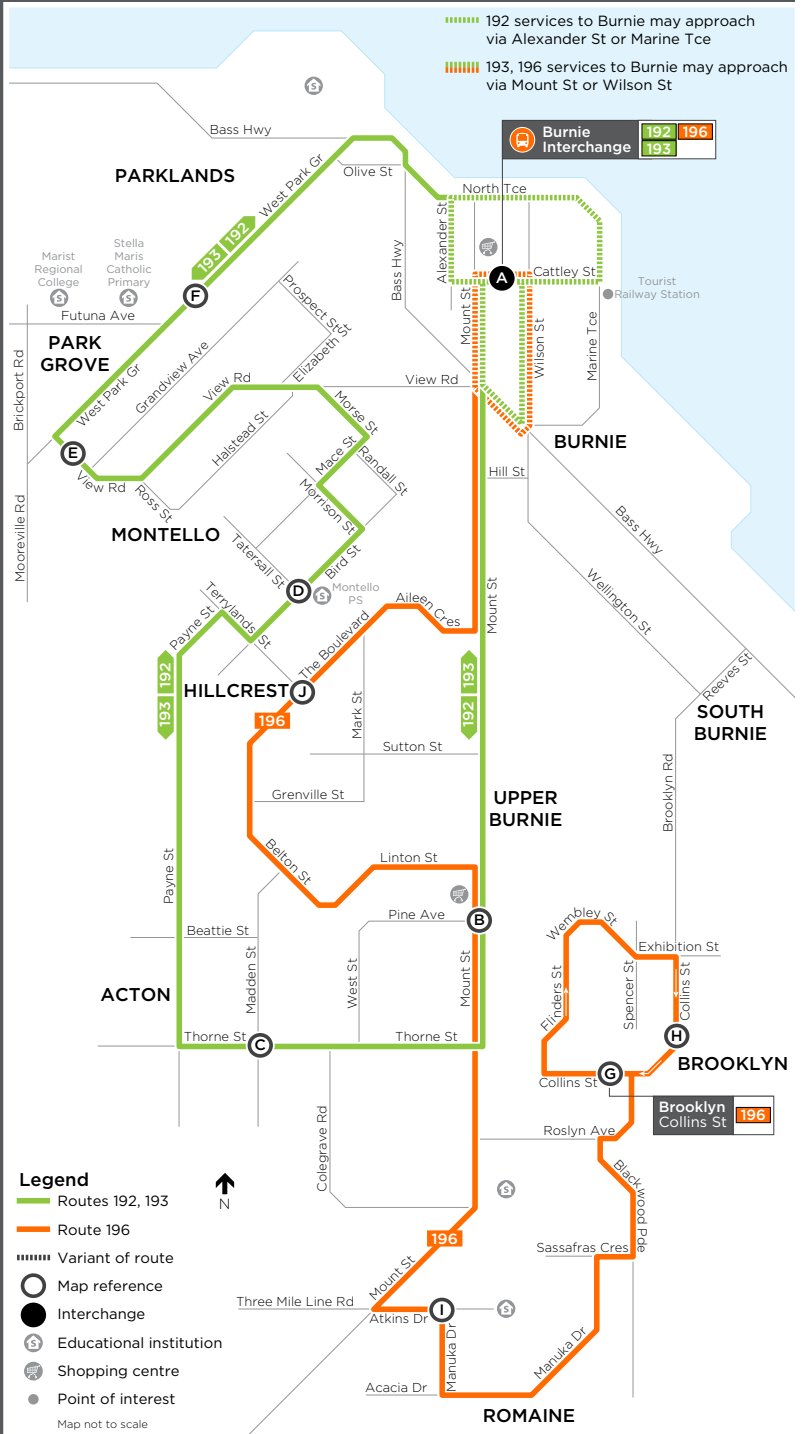 192 services to Burnie may approach
via Alexander St or Marine Tce
193, 196 services to Burnie may approach
via Mount St or Wilson St
Burnie
Interchange
192 196
193
Bass Hwy
PARKLANDS
Olive St
West Park Gr
North Tce
193 192
Alexander St
Bass Hwy
A
Cattley St
Mount St
Wilson St
Marine Tce
Tourist
Railway Station
Marist
Regional
College
Stella
Maris
Catholic
Primary
F
Futuna Ave
PARK
GROVE
Brickport Rd
West Park Gr
Grandview Ave
Prospect St
Elizabeth St
View Rd
View Rd
Halstead St
Morse St
BURNIE
E
View Rd
Ross St
Mace St
Randall St
Hill St
Mooreville Rd
MONTELLO
Morrison St
Bass Hwy
Tatersall St
Bird St
D
Montello
PS
Aileen Cres
Mount St
Wellington St
Terrylands St
Payne St
The Boulevard
193 192
HILLCREST
J
196
Mark St
192 193
Reeves St
SOUTH
BURNIE
Sutton St
Brooklyn Rd
Grenville St
UPPER
BURNIE
Payne St
Belton St
Linton St
Pine Ave
B
Wembley St
Beattie St
Exhibition St
Madden St
West St
Mount St
Flinders St
Spencer St
Collins St
ACTON
Thorne St
C
Thorne St
H
BROOKLYN
G
Collins St
Brooklyn
Collins St
196
Colegrave Rd
Roslyn Ave
Blackwood Pde
Legend
N
Routes 192, 193
Route 196
Variant of route
Map reference
Interchange
Educational institution
Shopping centre
Point of interest
Map not to scale
196
Sassafras Cres
Mount St
Three Mile Line Rd
I
Atkins Dr
Manuka Dr
Manuka Dr
Acacia Dr
ROMAINE